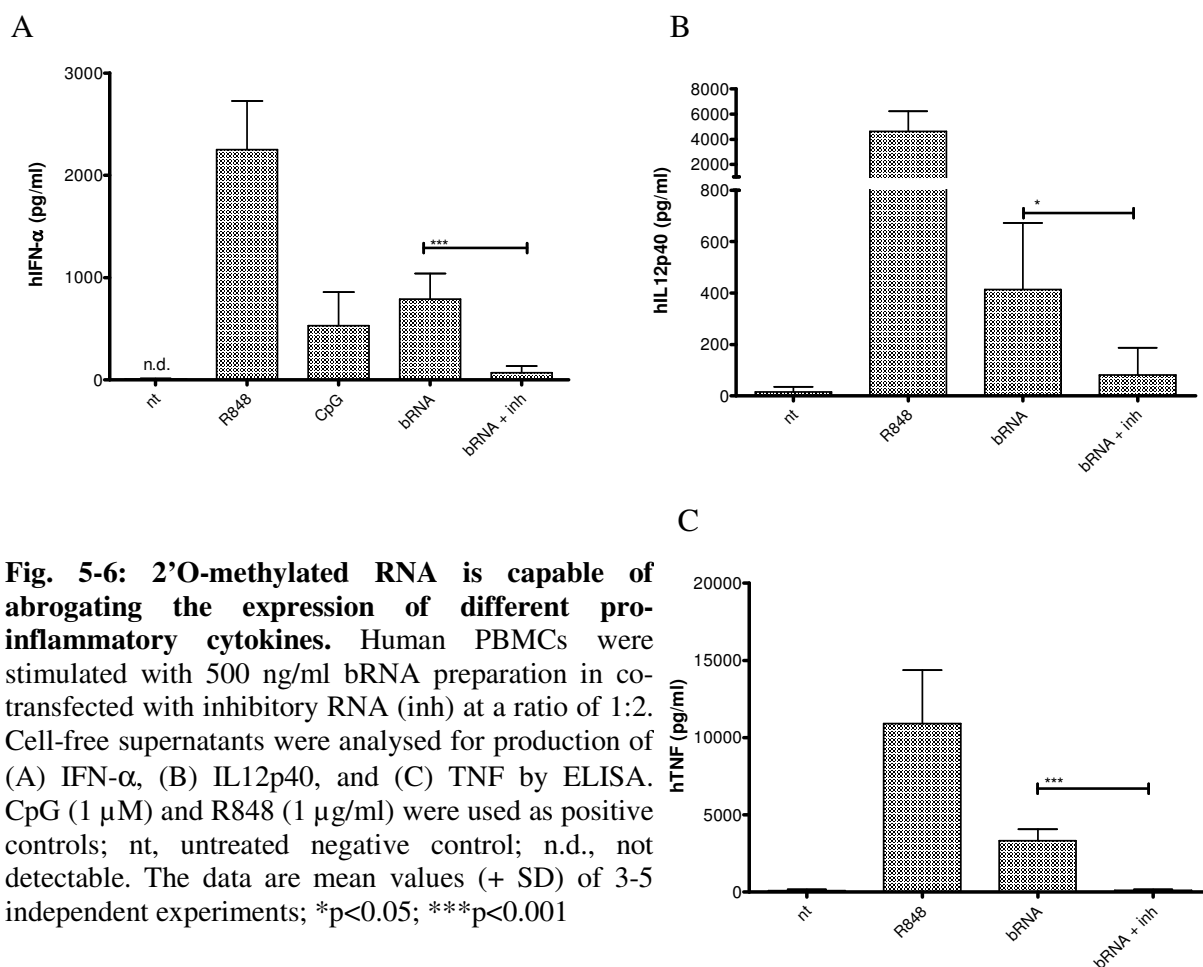 A
3000
2000
1000
0
hIFN-α (pg/ml)
n.d.
***
nt
R848
CpG
bRNA
bRNA + inh
B
8000
6000
4000
2000
800
600
400
200
0
hIL12p40 (pg/ml)
*
nt
R848
bRNA
bRNA + inh
Fig. 5-6: 2’O-methylated RNA is capable of
abrogating the expression of different pro-
inflammatory cytokines. Human PBMCs were
stimulated with 500 ng/ml bRNA preparation in co-
transfected with inhibitory RNA (inh) at a ratio of 1:2.
Cell-free supernatants were analysed for production of
(A) IFN-α, (B) IL12p40, and (C) TNF by ELISA.
CpG (1 µM) and R848 (1 µg/ml) were used as positive
controls; nt, untreated negative control; n.d., not
detectable. The data are mean values (+ SD) of 3-5
independent experiments; *p<0.05; ***p<0.001
C
20000
15000
10000
5000
0
hTNF (pg/ml)
***
nt
R848
bRNA
bRNA + inh